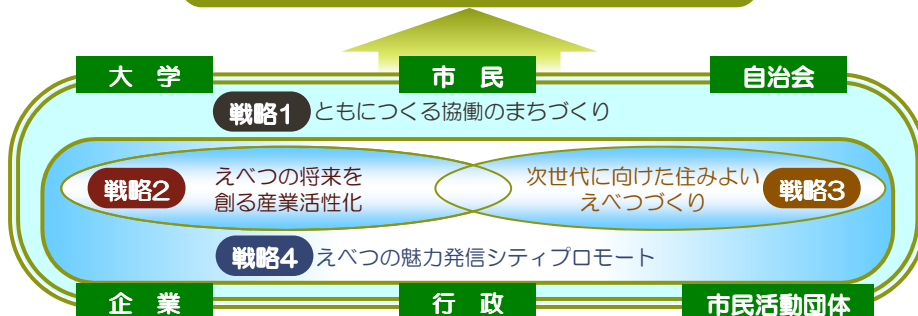 大　学
市　民
自治会
戦略1 ともにつくる協働のまちづくり
戦略2
えべつの将来を
創る産業活性化
次世代に向けた住みよい
えべつづくり
戦略3
戦略4 えべつの魅力発信シティプロモート
企　業
行　政
市民活動団体